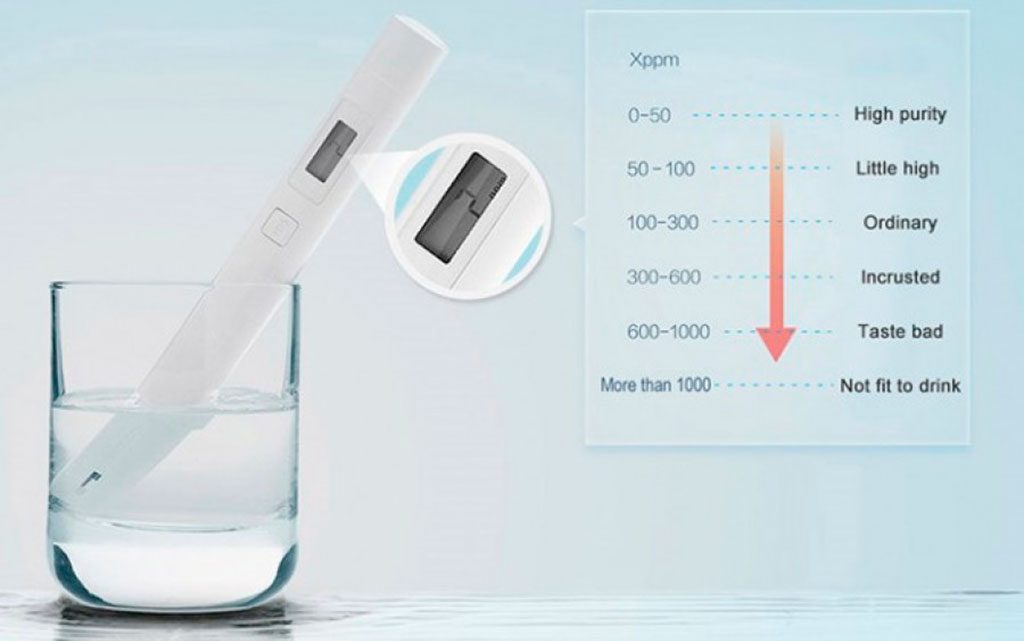 Xppm
0-50 High purity
50-100 Little high
100-300 Ordinary
300-600 Incrusted
600-1000 Taste bad
More than 1000 Not fit to drink